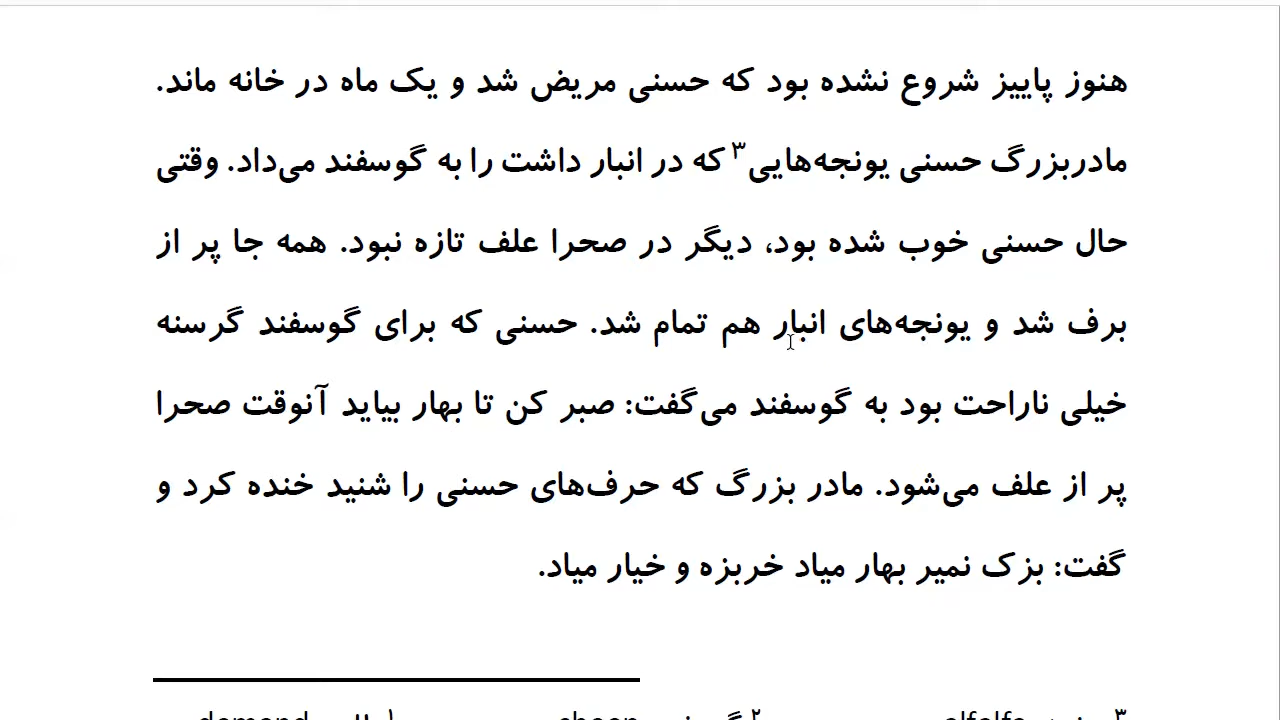 هنوز پاییز شروع نشده بود که حسنی مریض شد و یک ماه در خانه ماند.
مادربزرگ حسنی یونجه‌هایی۳ که در انبار داشت را به گوسفند می‌داد. وقتی
حال حسنی خوب شده بود، دیگر در صحرا علف تازه نبود. همه جا پر از
برف شد و یونجه‌های انبار هم تمام شد. حسنی که برای گوسفند گرسنه
خیلی ناراحت بود به گوسفند می‌گفت: صبر کن تا بهار بیاید آنوقت صحرا
پر از علف می‌شود. مادر بزرگ که حرف‌های حسنی را شنید خنده کرد و
گفت: بزک نمیر بهار میاد خربزه و خیار میاد.